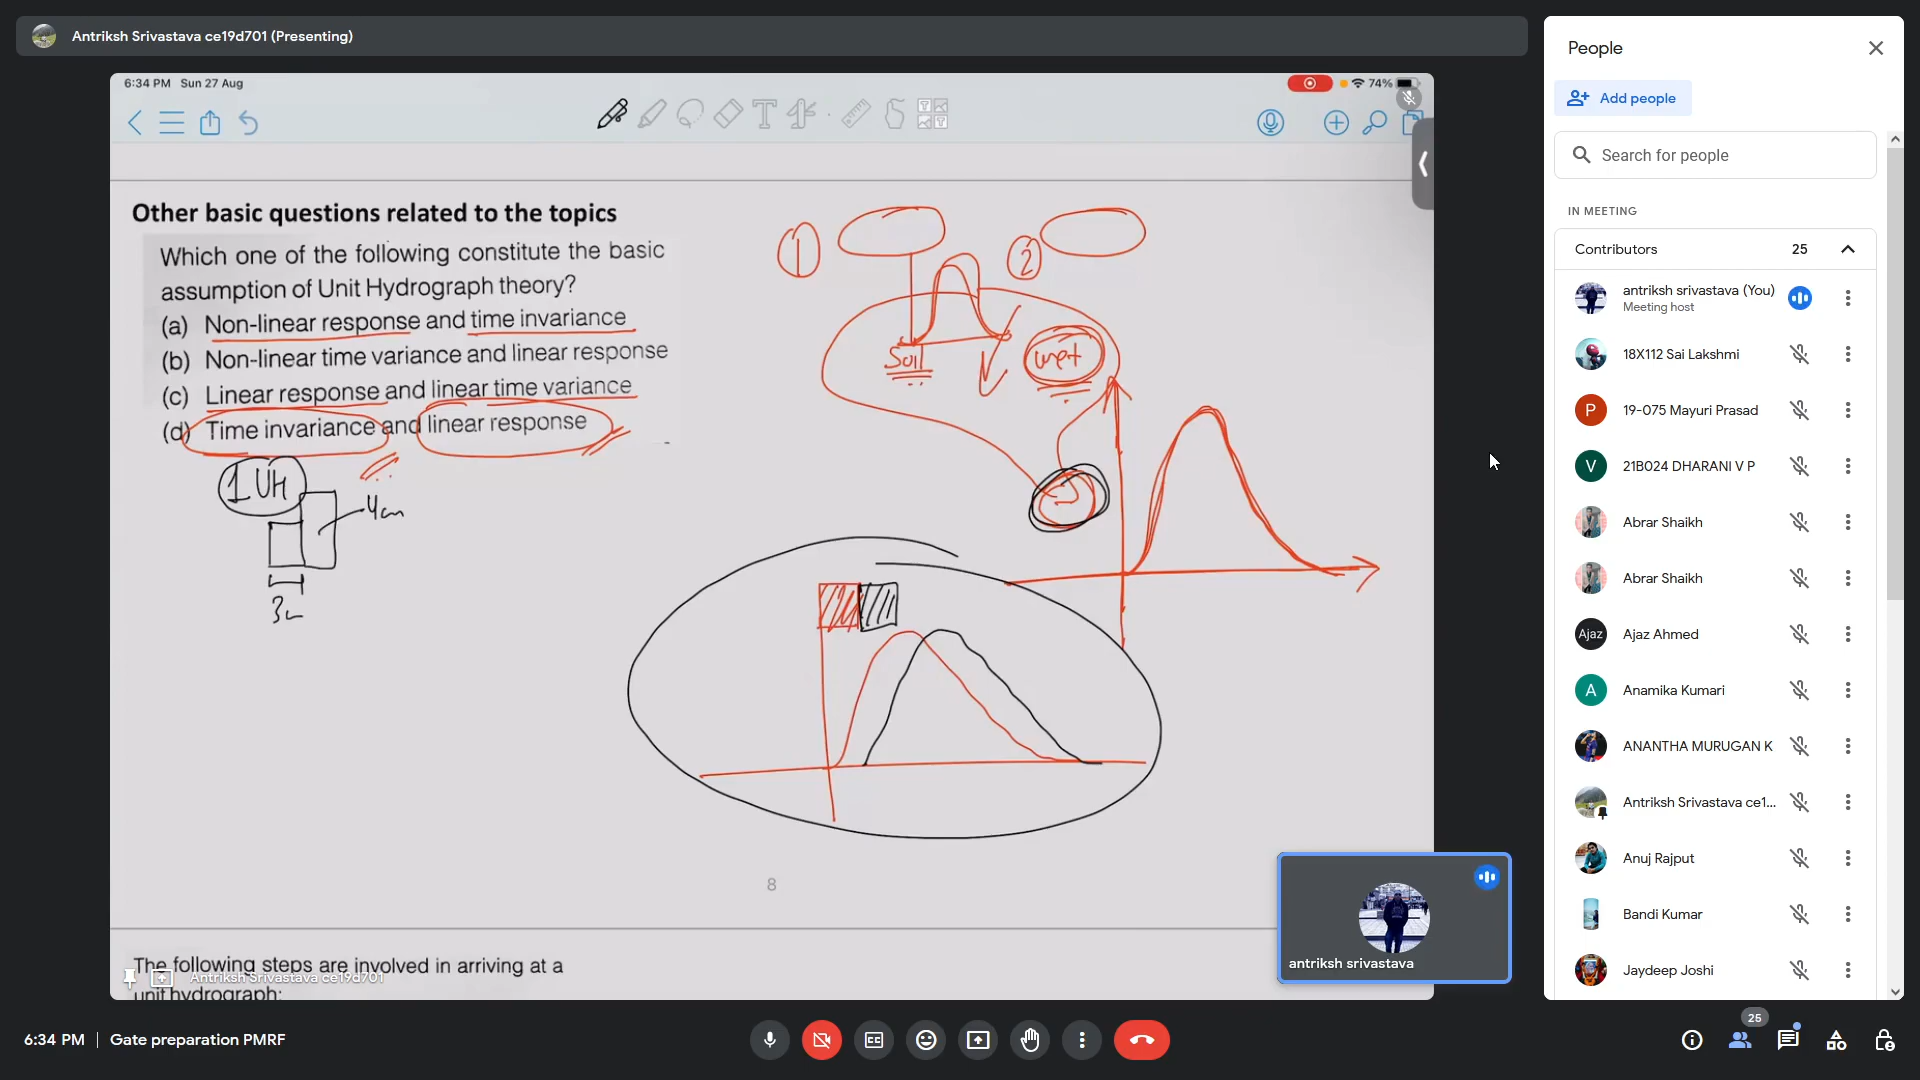 Antriksh Srivastava ce19d701 (Presenting)
6:34 PM Sun 27 Aug
74%
Other basic questions related to the topics
Which one of the following constitute the basic
assumption of Unit Hydrograph theory?
(a) Non-linear response and time invariance
(b) Non-linear time variance and linear response
(c) Linear response and linear time variance
(d) Time invariance and linear response
1 UH
4cm
1
2
Soil
wet
8
The following steps are involved in arriving at a
unit hydrograph:
Antriksh Srivastava ce19d701
antriksh srivastava
People
Add people
Search for people
IN MEETING
Contributors 25
antriksh srivastava (You)
Meeting host
18X112 Sai Lakshmi
P 19-075 Mayuri Prasad
V 21B024 DHARANI V P
Abrar Shaikh
Abrar Shaikh
Ajaz Ajaz Ahmed
A Anamika Kumari
ANANTHA MURUGAN K
Antriksh Srivastava ce1...
Anuj Rajput
Bandi Kumar
Jaydeep Joshi
6:34 PM | Gate preparation PMRF
25